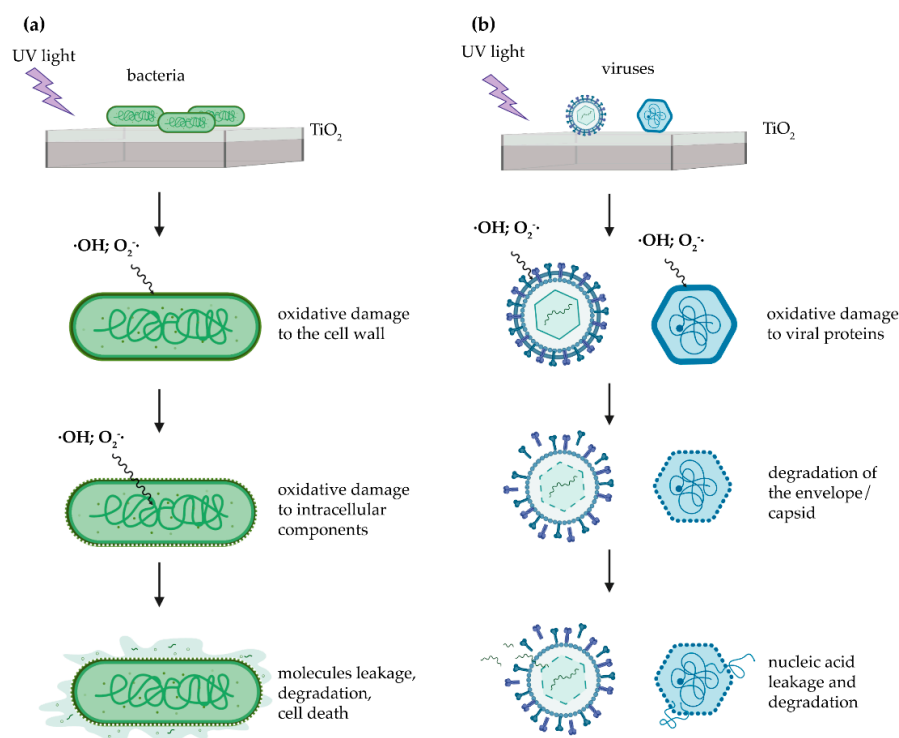 (a)
UV light
bacteria
TiO₂
·OH; O₂⁻·
oxidative damage
to the cell wall
·OH; O₂⁻·
oxidative damage
to intracellular
components
molecules leakage,
degradation,
cell death
(b)
UV light
viruses
TiO₂
·OH; O₂⁻·
·OH; O₂⁻·
oxidative damage
to viral proteins
degradation of
the envelope/
capsid
nucleic acid
leakage and
degradation